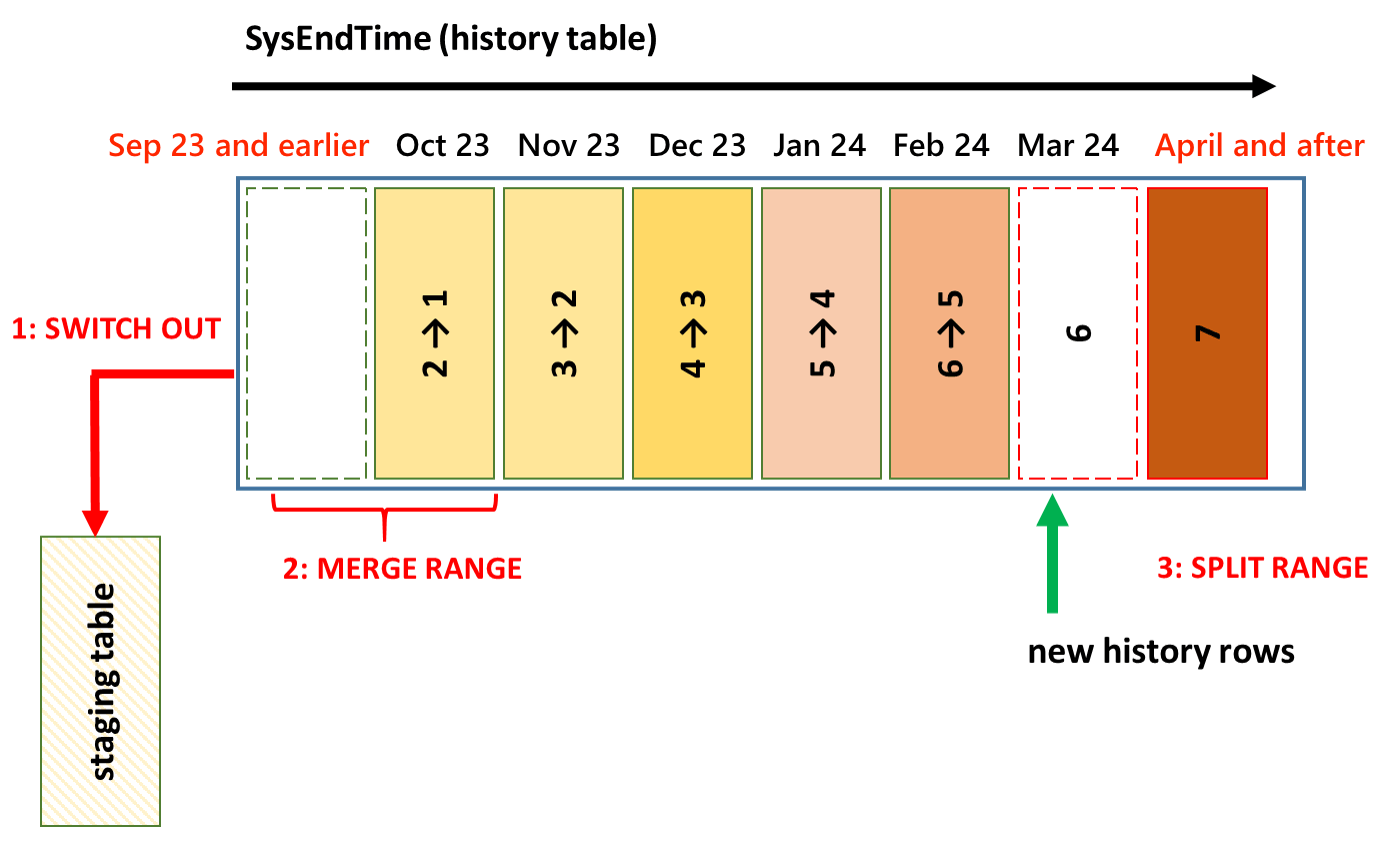 SysEndTime (history table)
Sep 23 and earlier
Oct 23
Nov 23
Dec 23
Jan 24
Feb 24
Mar 24
April and after
1: SWITCH OUT
2 → 1
3 → 2
4 → 3
5 → 4
6 → 5
6
7
2: MERGE RANGE
3: SPLIT RANGE
staging table
new history rows